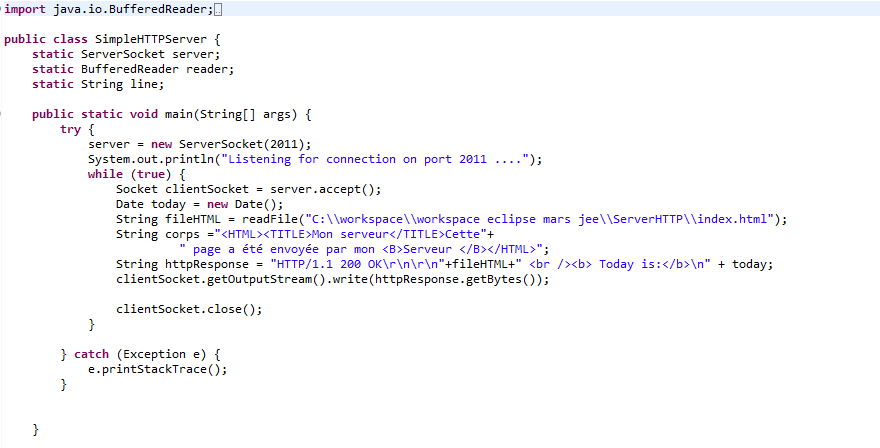 import java.io.BufferedReader;
public class SimpleHTTPServer {
static ServerSocket server;
static BufferedReader reader;
static String line;
public static void main(String[] args) {
try {
server = new ServerSocket(2011);
System.out.println("Listening for connection on port 2011 ....");
while (true) {
Socket clientSocket = server.accept();
Date today = new Date();
String fileHTML = readFile("C:\\workspace\\workspace eclipse mars jee\\ServerHTTP\\index.html");
String corps ="<HTML><TITLE>Mon serveur</TITLE>Cette"+
" page a été envoyée par mon <B>Serveur </B></HTML>";
String httpResponse = "HTTP/1.1 200 OK\r\n\r\n"+fileHTML+" <br /><b> Today is:</b>\n" + today;
clientSocket.getOutputStream().write(httpResponse.getBytes());
clientSocket.close();
}
} catch (Exception e) {
e.printStackTrace();
}
}